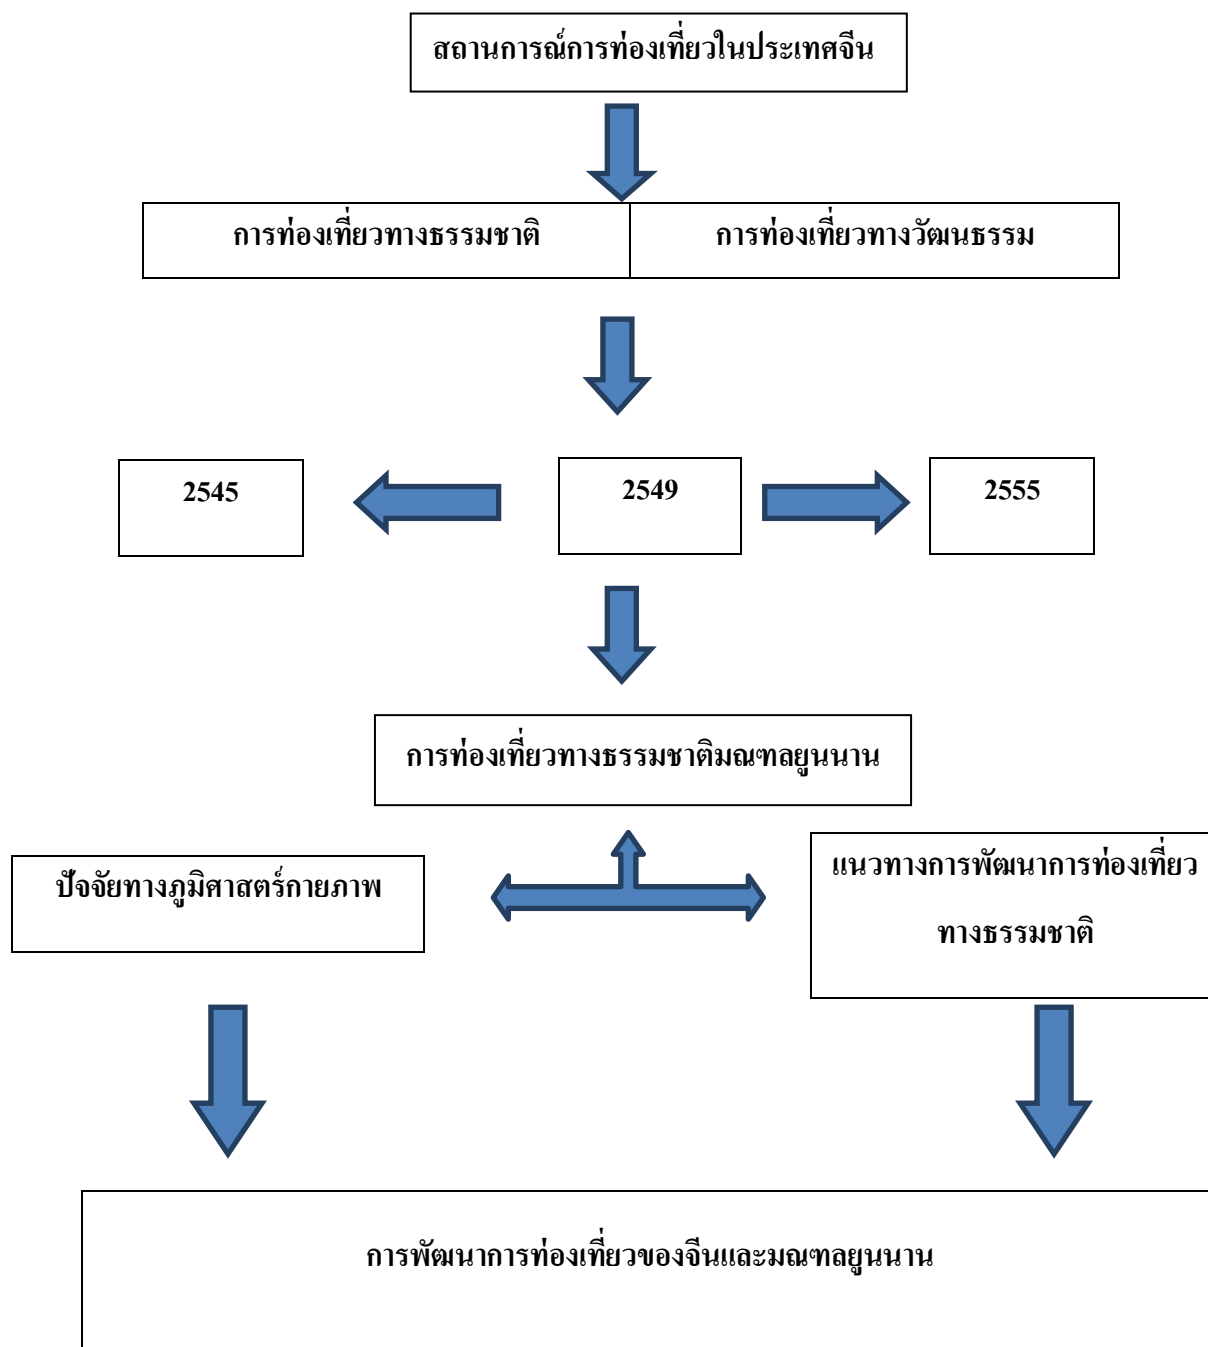 สถานการณ์การท่องเที่ยวในประเทศจีน
การท่องเที่ยวทางธรรมชาติ
การท่องเที่ยวทางวัฒนธรรม
2545
2549
2555
การท่องเที่ยวทางธรรมชาติมณฑลยูนนาน
ปัจจัยทางภูมิศาสตร์กายภาพ
แนวทางการพัฒนาการท่องเที่ยว
ทางธรรมชาติ
การพัฒนาการท่องเที่ยวของจีนและมณฑลยูนนาน